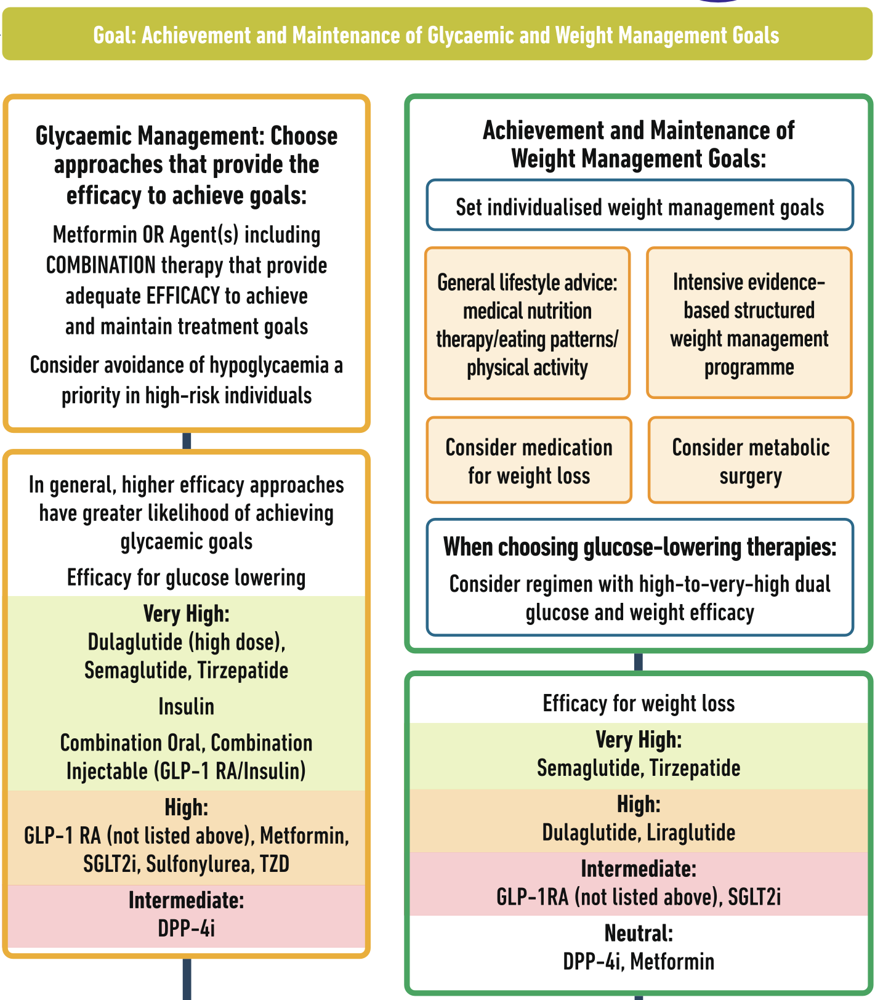 Goal: Achievement and Maintenance of Glycaemic and Weight Management Goals
Glycaemic Management: Choose
approaches that provide the
efficacy to achieve goals:
Metformin OR Agent(s) including
COMBINATION therapy that provide
adequate EFFICACY to achieve
and maintain treatment goals
Consider avoidance of hypoglycaemia a
priority in high-risk individuals
In general, higher efficacy approaches
have greater likelihood of achieving
glycaemic goals
Efficacy for glucose lowering
Very High:
Dulaglutide (high dose),
Semaglutide, Tirzepatide
Insulin
Combination Oral, Combination
Injectable (GLP-1 RA/Insulin)
High:
GLP-1 RA (not listed above), Metformin,
SGLT2i, Sulfonylurea, TZD
Intermediate:
DPP-4i
Achievement and Maintenance of
Weight Management Goals:
Set individualised weight management goals
General lifestyle advice:
medical nutrition
therapy/eating patterns/
physical activity
Intensive evidence-
based structured
weight management
programme
Consider medication
for weight loss
Consider metabolic
surgery
When choosing glucose-lowering therapies:
Consider regimen with high-to-very-high dual
glucose and weight efficacy
Efficacy for weight loss
Very High:
Semaglutide, Tirzepatide
High:
Dulaglutide, Liraglutide
Intermediate:
GLP-1RA (not listed above), SGLT2i
Neutral:
DPP-4i, Metformin